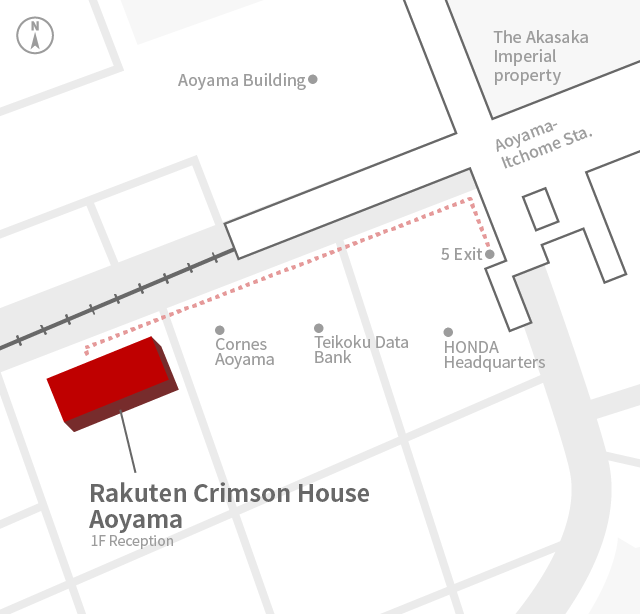 N
The Akasaka
Imperial
property
Aoyama Building
Aoyama-
Itchome Sta.
5 Exit
Cornes
Aoyama
Teikoku Data
Bank
HONDA
Headquarters
Rakuten Crimson House
Aoyama
1F Reception